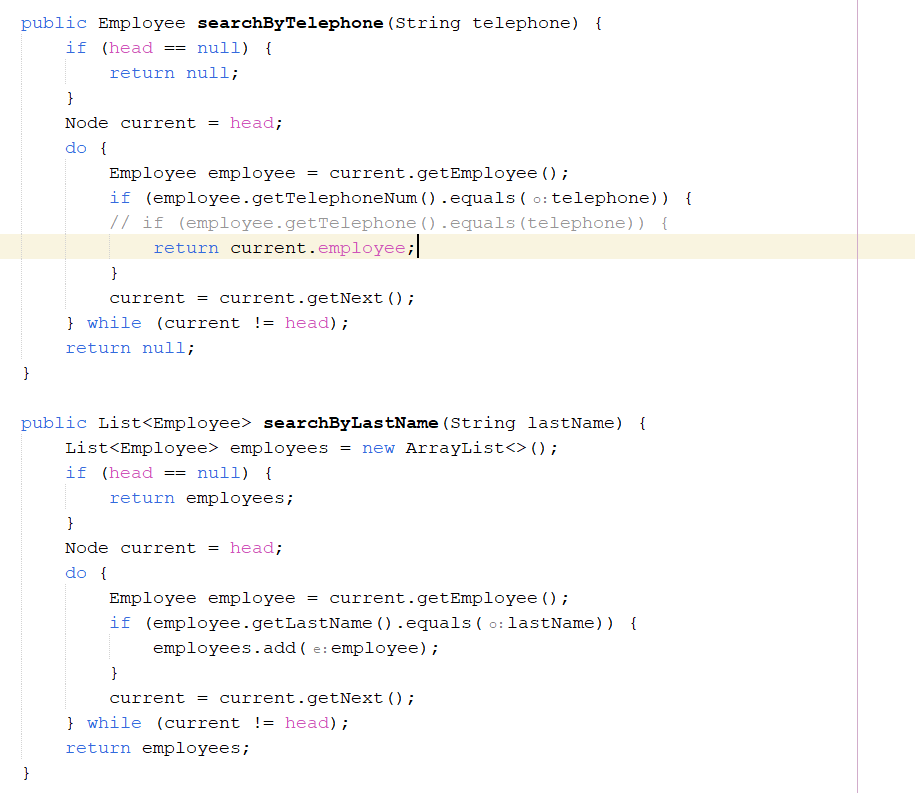 public Employee searchByTelephone(String telephone) {
    if (head == null) {
        return null;
    }
    Node current = head;
    do {
        Employee employee = current.getEmployee();
        if (employee.getTelephoneNum().equals( o: telephone)) {
        // if (employee.getTelephone().equals(telephone)) {
            return current.employee;
        }
        current = current.getNext();
    } while (current != head);
    return null;
}

public List<Employee> searchByLastName(String lastName) {
    List<Employee> employees = new ArrayList<>();
    if (head == null) {
        return employees;
    }
    Node current = head;
    do {
        Employee employee = current.getEmployee();
        if (employee.getLastName().equals( o: lastName)) {
            employees.add( e: employee);
        }
        current = current.getNext();
    } while (current != head);
    return employees;
}